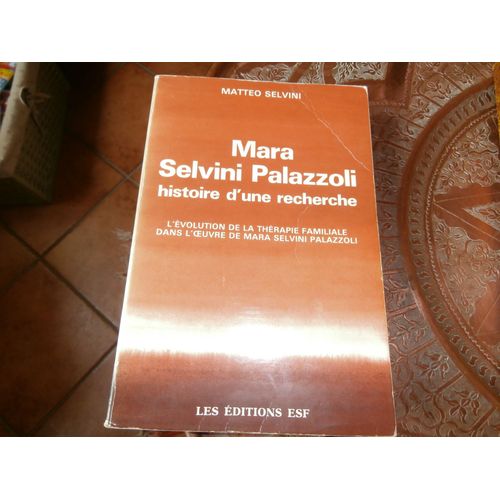 MATTEO SELVINI
Mara
Selvini Palazzoli
histoire d'une recherche
L'ÉVOLUTION DE LA THÉRAPIE FAMILIALE
DANS L'ŒUVRE DE MARA SELVINI PALAZZOLI
LES ÉDITIONS ESF